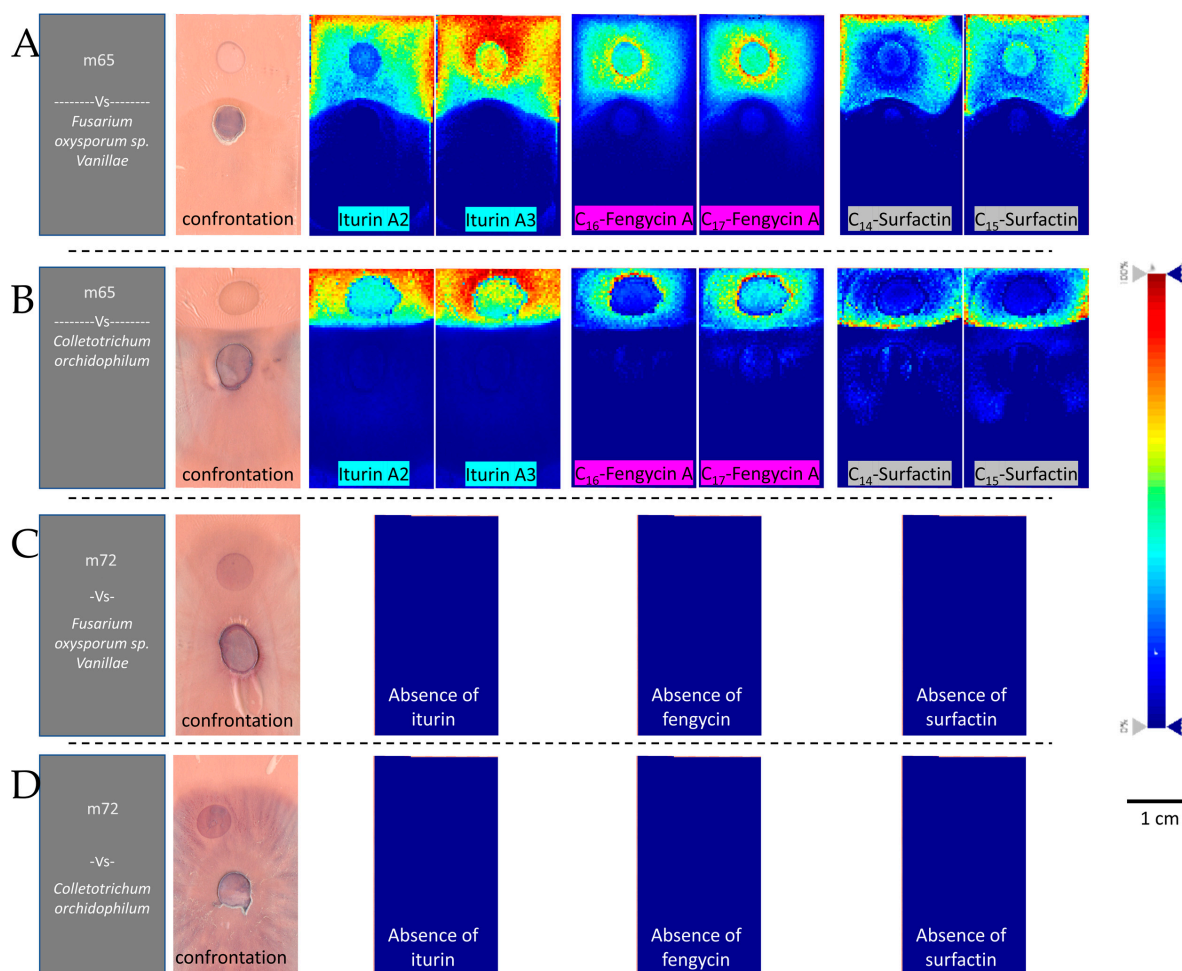 A
m65
--------Vs--------
Fusarium
oxysporum sp.
Vanillae
confrontation
Iturin A2
Iturin A3
C₁₆-Fengycin A
C₁₇-Fengycin A
C₁₄-Surfactin
C₁₅-Surfactin
B
m65
--------Vs--------
Colletotrichum
orchidophilum
confrontation
Iturin A2
Iturin A3
C₁₆-Fengycin A
C₁₇-Fengycin A
C₁₄-Surfactin
C₁₅-Surfactin
100%
0%
1 cm
C
m72
-Vs-
Fusarium
oxysporum sp.
Vanillae
confrontation
Absence of
iturin
Absence of
fengycin
Absence of
surfactin
D
m72
-Vs-
Colletotrichum
orchidophilum
confrontation
Absence of
iturin
Absence of
fengycin
Absence of
surfactin